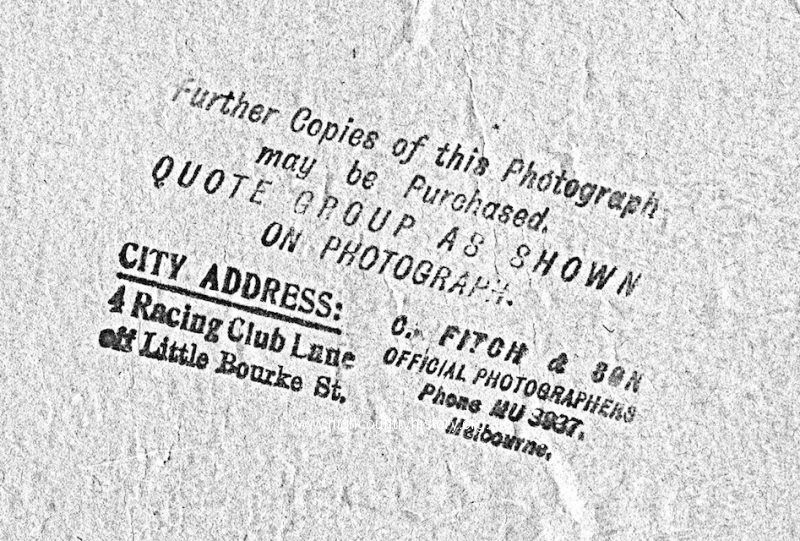 Further Copies of this Photograph
may be Purchased.
QUOTE GROUP AS SHOWN
ON PHOTOGRAPH.
CITY ADDRESS:
4 Racing Club Lane
off Little Bourke St.
C. FITCH & SON
OFFICIAL PHOTOGRAPHERS
Phone MU 3937.
Melbourne.